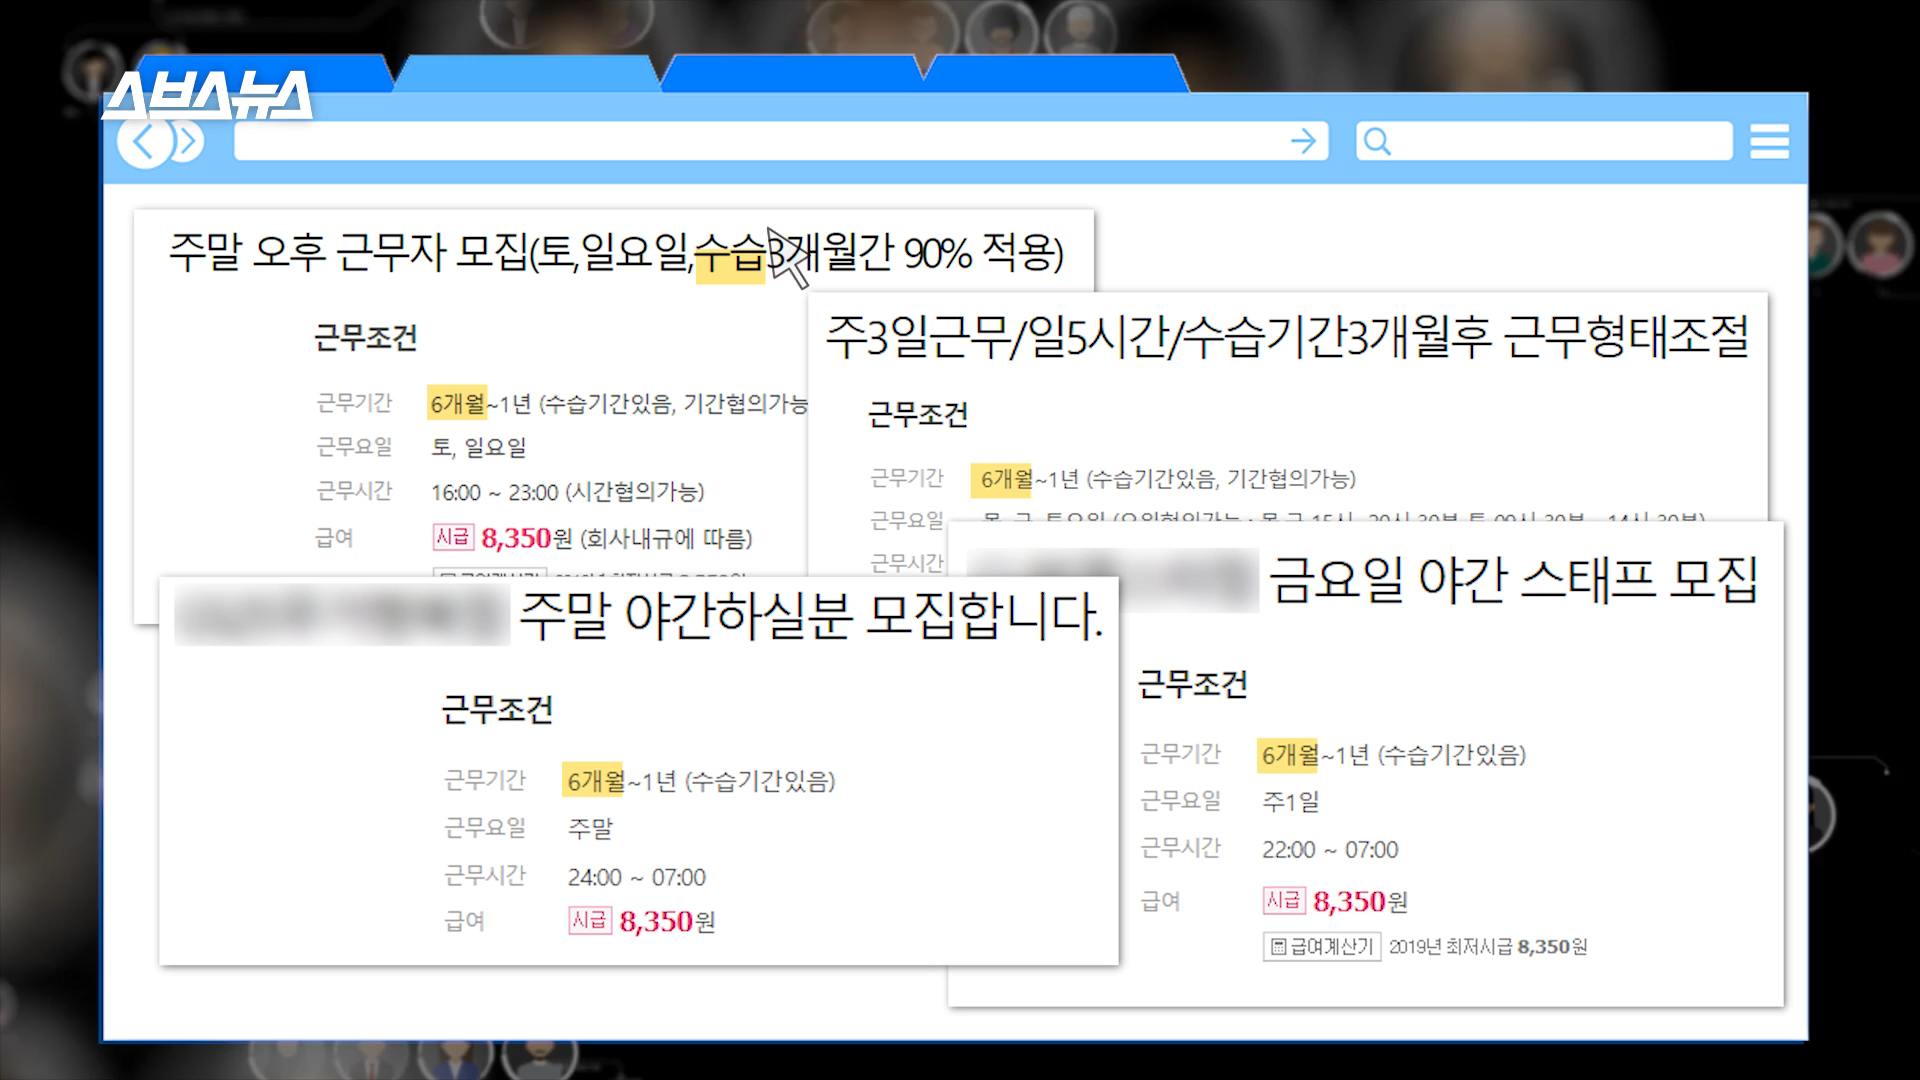 스브스뉴스
주말 오후 근무자 모집(토,일요일,수습3개월간 90% 적용)
근무조건
근무기간 6개월~1년 (수습기간있음, 기간협의가능
근무요일 토, 일요일
근무시간 16:00 ~ 23:00 (시간협의가능)
급여 시급 8,350원 (회사내규에 따름)
주3일근무/일5시간/수습기간3개월후 근무형태조절
근무조건
근무기간 6개월~1년 (수습기간있음, 기간협의가능)
근무요일
근무시간
주말 야간하실분 모집합니다.
근무조건
근무기간 6개월~1년 (수습기간있음)
근무요일 주말
근무시간 24:00 ~ 07:00
급여 시급 8,350원
금요일 야간 스태프 모집
근무조건
근무기간 6개월~1년 (수습기간있음)
근무요일 주1일
근무시간 22:00 ~ 07:00
급여 시급 8,350원
급여계산기 2019년 최저시급 8,350원